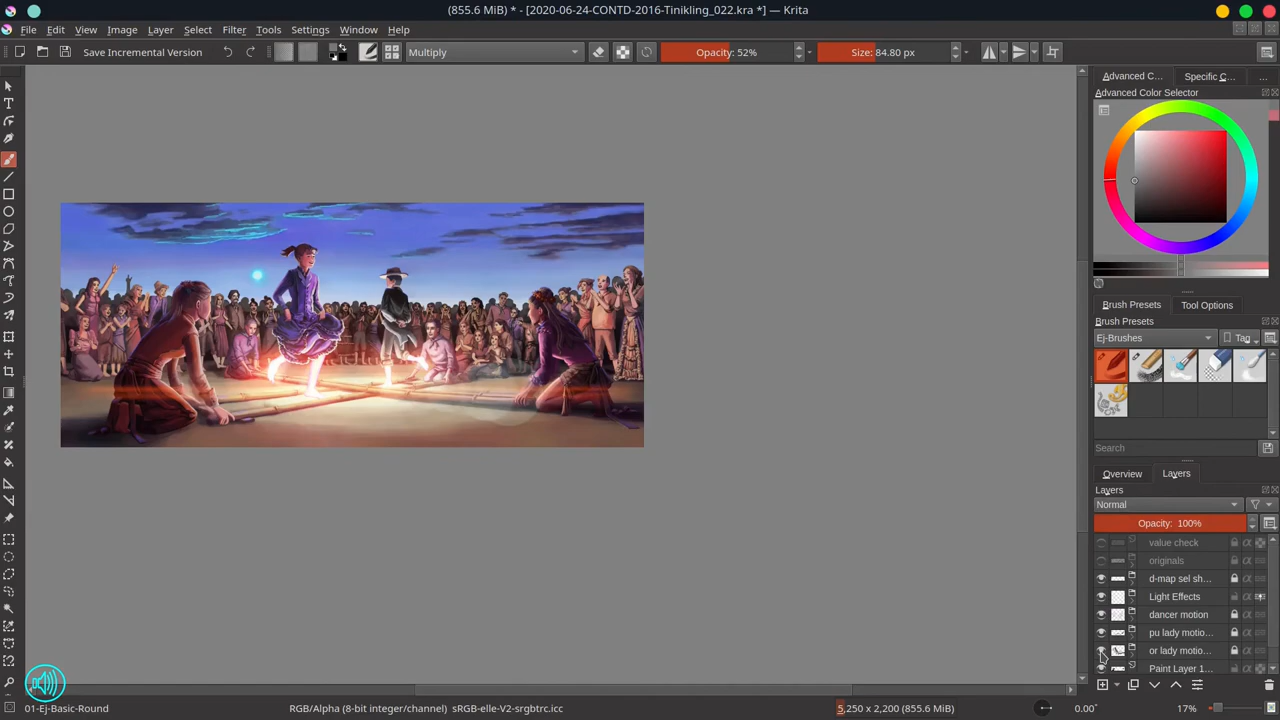 (855.6 MiB) * - [2020-06-24-CONTD-2016-Tinikling_022.kra *] — Krita
File Edit View Image Layer Select Filter Tools Settings Window Help
Save Incremental Version Multiply Opacity: 52% Size: 84.80 px
Advanced C... Specific C... ...
Advanced Color Selector
Brush Presets Tool Options
Brush Presets
Ej-Brushes Tag
Search
Overview Layers
Layers
Normal
Opacity: 100%
value check
originals
d-map sel sh...
Light Effects
dancer motion
pu lady motio...
or lady motio...
Paint Layer 1...
01-Ej-Basic-Round RGB/Alpha (8-bit integer/channel) sRGB-elle-V2-srgbtrc.icc 5,250 x 2,200 (855.6 MiB) 0.00° 17%